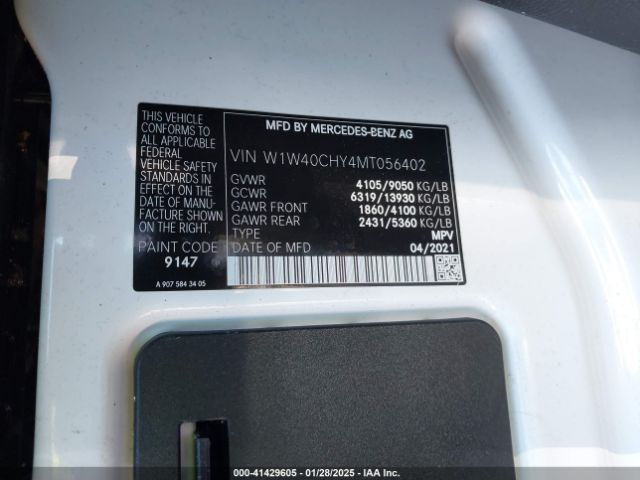 THIS VEHICLE
CONFORMS TO
ALL APPLICABLE
FEDERAL
VEHICLE SAFETY
STANDARDS IN
EFFECT ON THE
DATE OF MANU-
FACTURE SHOWN
ON THE RIGHT.
PAINT CODE
9147
A 907 584 34 05
MFD BY MERCEDES-BENZ AG
VIN W1W40CHY4MT056402
GVWR 4105/9050 KG/LB
GCWR 6319/13930 KG/LB
GAWR FRONT 1860/4100 KG/LB
GAWR REAR 2431/5360 KG/LB
TYPE MPV
DATE OF MFD 04/2021
000-41429605 - 01/28/2025 - IAA Inc.